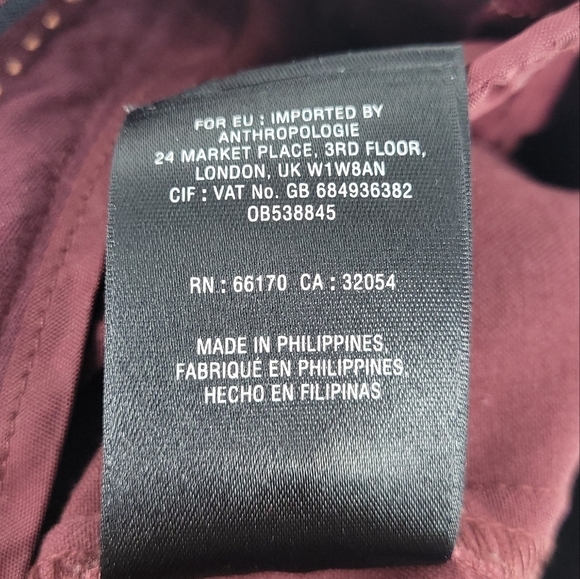 FOR EU : IMPORTED BY
ANTHROPOLOGIE
24 MARKET PLACE, 3RD FLOOR,
LONDON, UK W1W8AN
CIF : VAT No. GB 684936382
OB538845
RN : 66170 CA : 32054
MADE IN PHILIPPINES
FABRIQUÉ EN PHILIPPINES
HECHO EN FILIPINAS